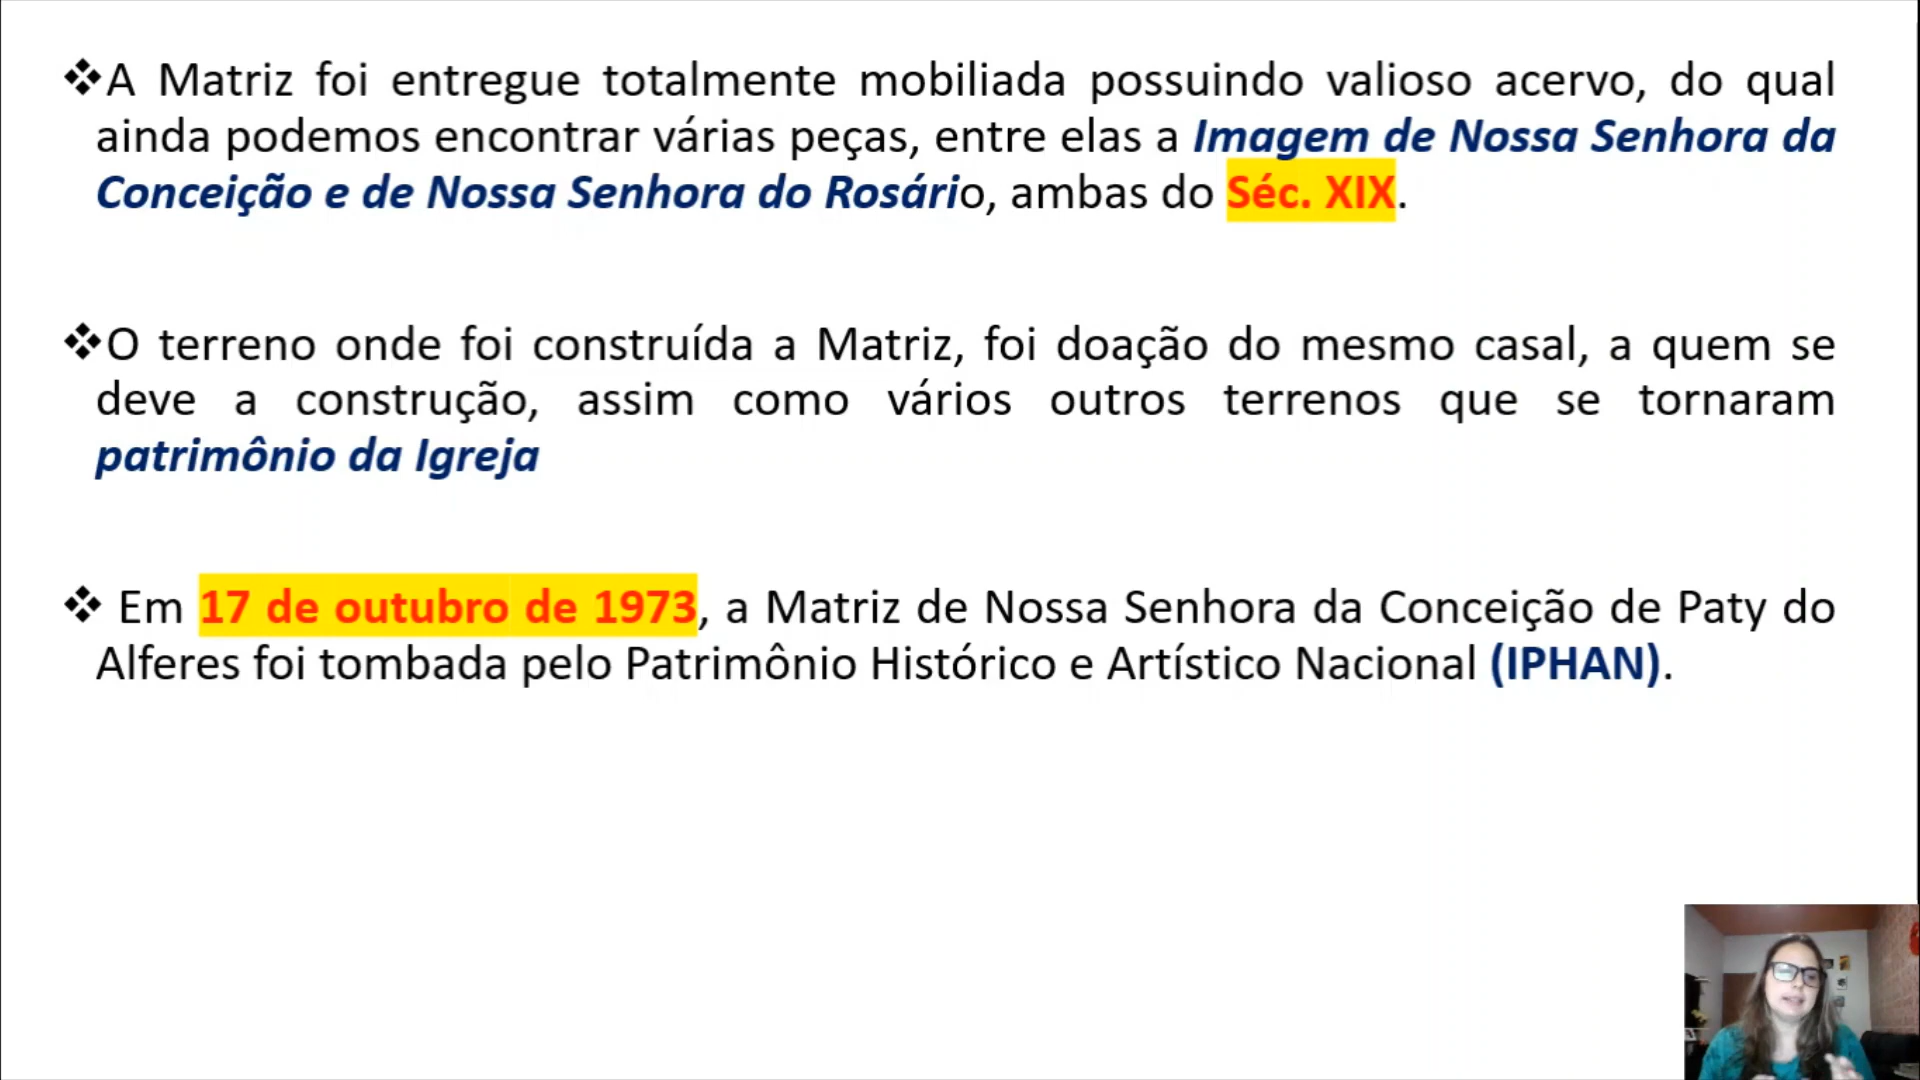 ❖A Matriz foi entregue totalmente mobiliada possuindo valioso acervo, do qual
ainda podemos encontrar várias peças, entre elas a Imagem de Nossa Senhora da
Conceição e de Nossa Senhora do Rosário, ambas do Séc. XIX.
❖O terreno onde foi construída a Matriz, foi doação do mesmo casal, a quem se
deve a construção, assim como vários outros terrenos que se tornaram
patrimônio da Igreja
❖ Em 17 de outubro de 1973, a Matriz de Nossa Senhora da Conceição de Paty do
Alferes foi tombada pelo Patrimônio Histórico e Artístico Nacional (IPHAN).